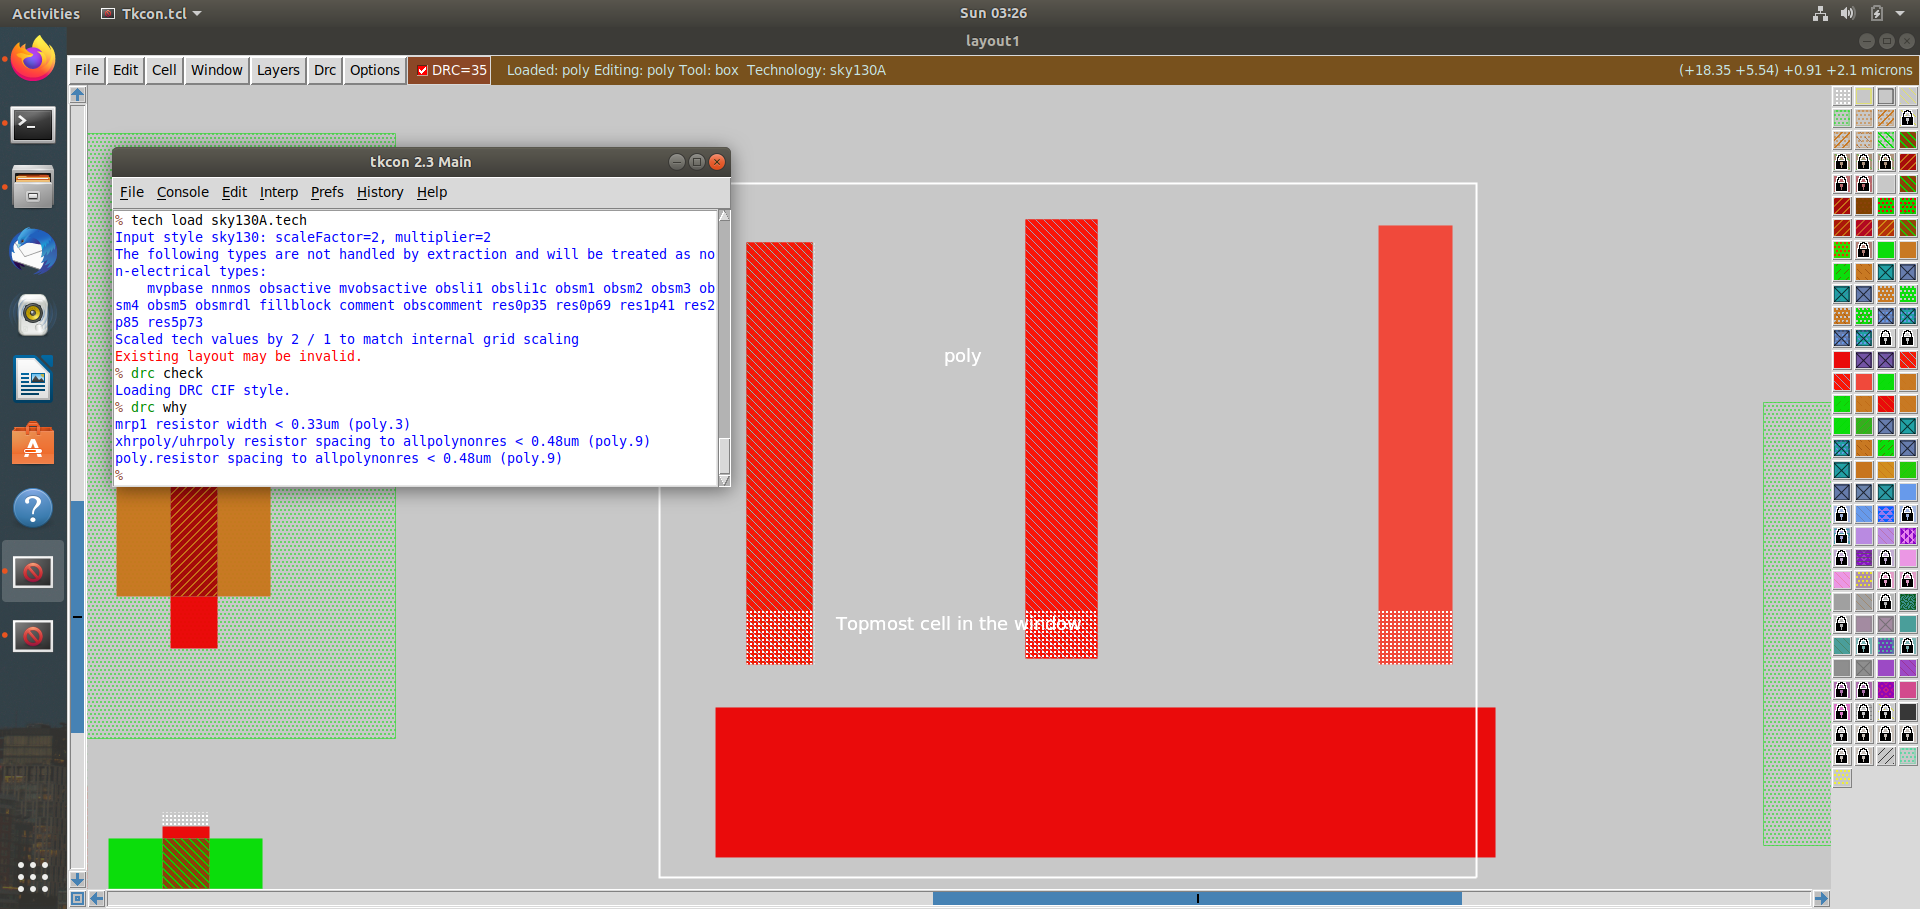 Activities
Tkcon.tcl
Sun 03:26
layout1
File Edit Cell Window Layers Drc Options DRC=35 Loaded: poly Editing: poly Tool: box Technology: sky130A (+18.35 +5.54) +0.91 +2.1 microns
tkcon 2.3 Main
File Console Edit Interp Prefs History Help
% tech load sky130A.tech
Input style sky130: scaleFactor=2, multiplier=2
The following types are not handled by extraction and will be treated as no
n-electrical types:
mvpbase nnmos obsactive mvobsactive obsli1 obsli1c obsm1 obsm2 obsm3 ob
sm4 obsm5 obsmrdl fillblock comment obscomment res0p35 res0p69 res1p41 res2
p85 res5p73
Scaled tech values by 2 / 1 to match internal grid scaling
Existing layout may be invalid.
% drc check
Loading DRC CIF style.
% drc why
mrp1 resistor width < 0.33um (poly.3)
xhrpoly/uhrpoly resistor spacing to allpolynonres < 0.48um (poly.9)
poly.resistor spacing to allpolynonres < 0.48um (poly.9)
%
poly
Topmost cell in the window